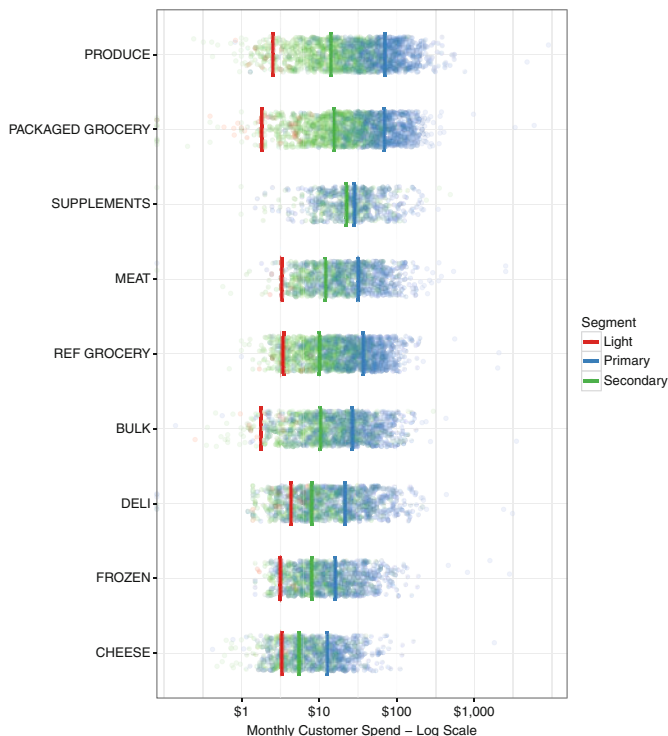 PRODUCE
PACKAGED GROCERY
SUPPLEMENTS
MEAT
REF GROCERY
BULK
DELI
FROZEN
CHEESE
$1 $10 $100 $1,000
Monthly Customer Spend − Log Scale
Segment
Light
Primary
Secondary